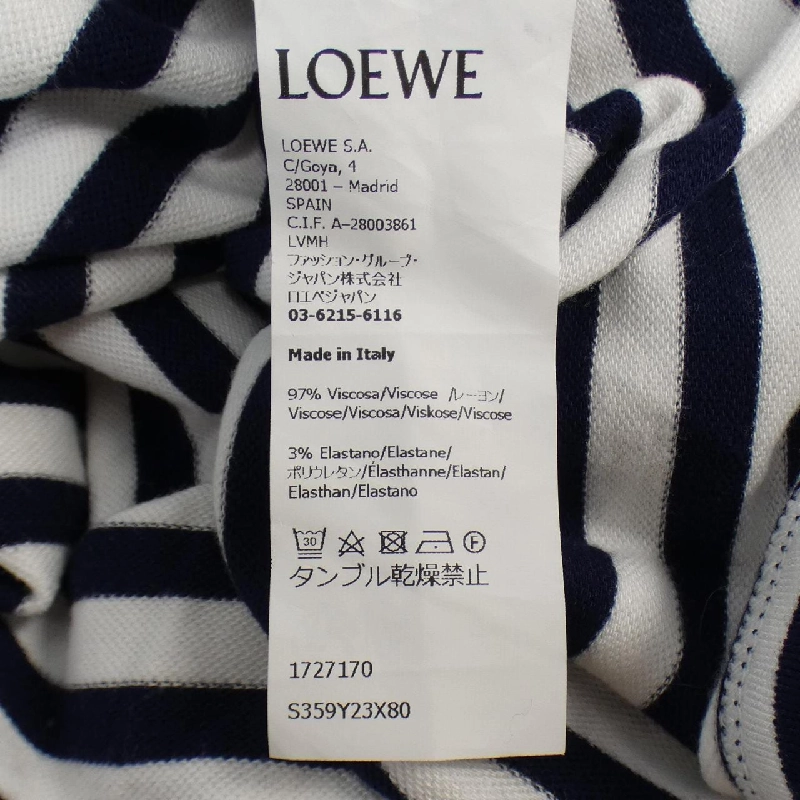 LOEWE
LOEWE S.A.
C/Goya, 4
28001 – Madrid
SPAIN
C.I.F. A-28003861
LVMH
ファッション・グループ・
ジャパン株式会社
ロエベジャパン
03-6215-6116
Made in Italy
97% Viscosa/Viscose /レーヨン/
Viscose/Viscosa/Viskose/Viscose
3% Elastano/Elastane/
ポリウレタン/Élasthanne/Elastan/
Elasthan/Elastano
30 F
タンブル乾燥禁止
1727170
S359Y23X80